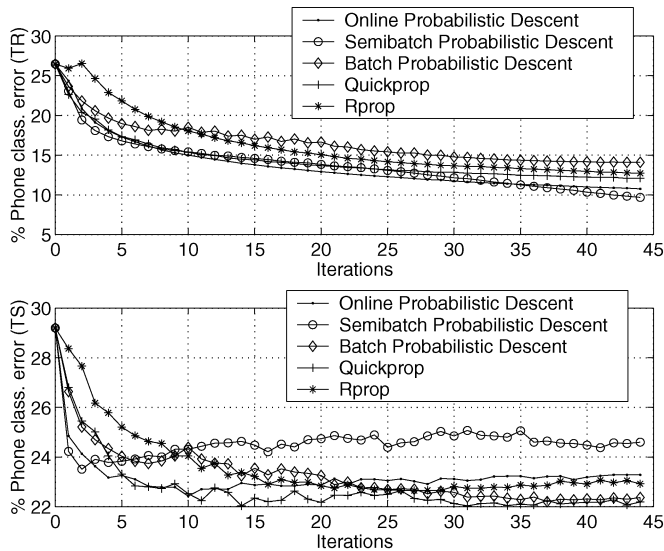 Online Probabilistic Descent
Semibatch Probabilistic Descent
Batch Probabilistic Descent
Quickprop
Rprop
% Phone class. error (TR)
30
25
20
15
10
5
0 5 10 15 20 25 30 35 40 45
Iterations
Online Probabilistic Descent
Semibatch Probabilistic Descent
Batch Probabilistic Descent
Quickprop
Rprop
% Phone class. error (TS)
30
28
26
24
22
0 5 10 15 20 25 30 35 40 45
Iterations